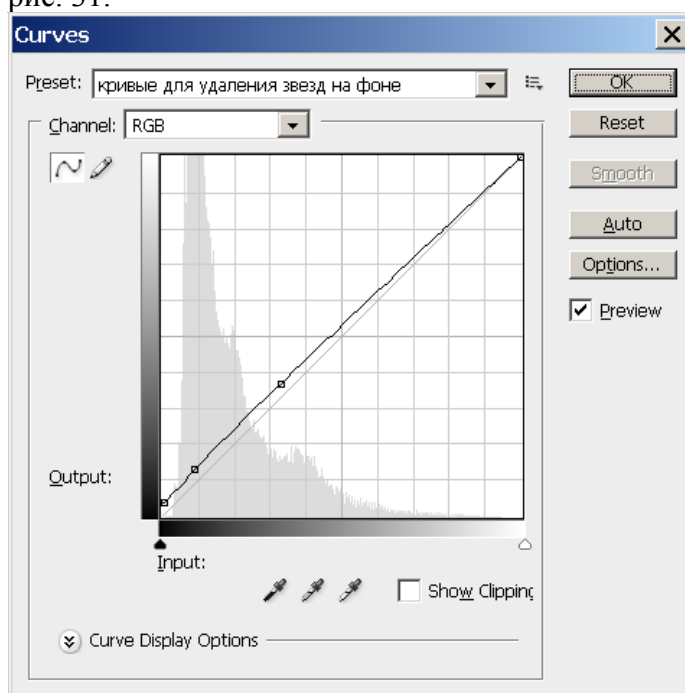 рис. 31.
Curves
Preset: кривые для удаления звезд на фоне
OK
Channel: RGB
Reset
Smooth
Auto
Options...
Preview
Output:
Input:
Show Clipping
Curve Display Options